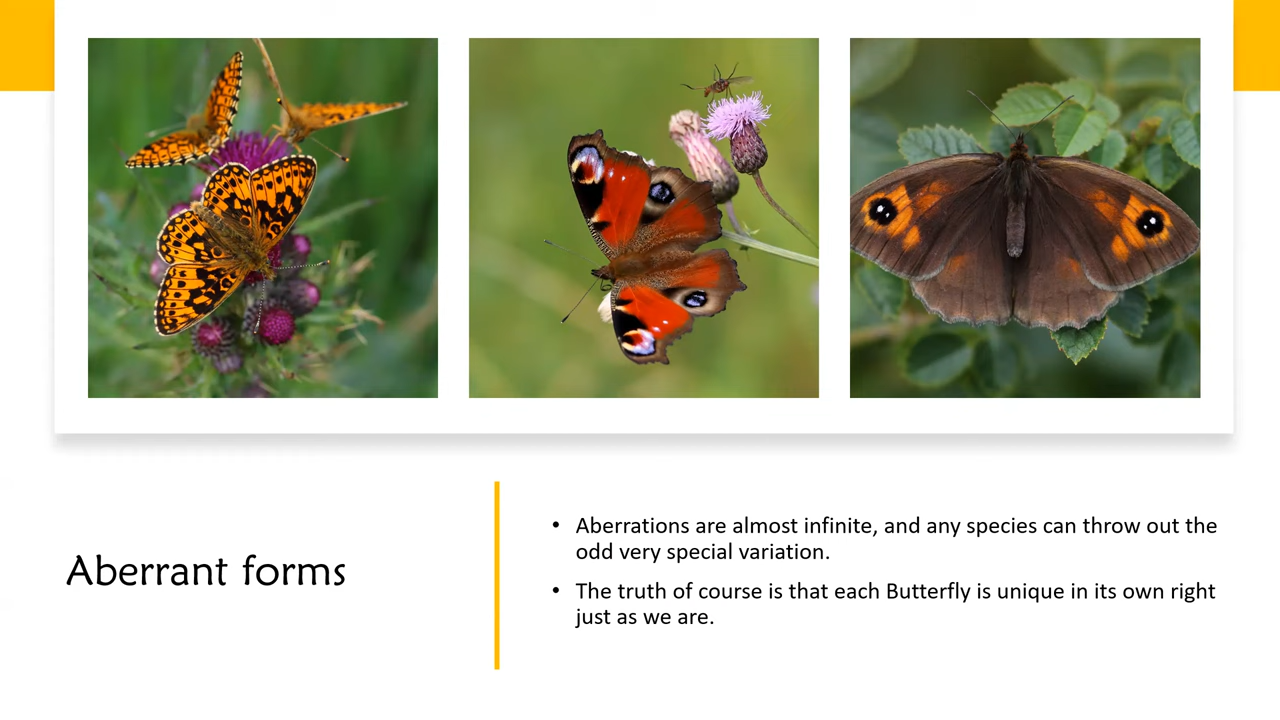 Aberrant forms
• Aberrations are almost infinite, and any species can throw out the
odd very special variation.
• The truth of course is that each Butterfly is unique in its own right
just as we are.